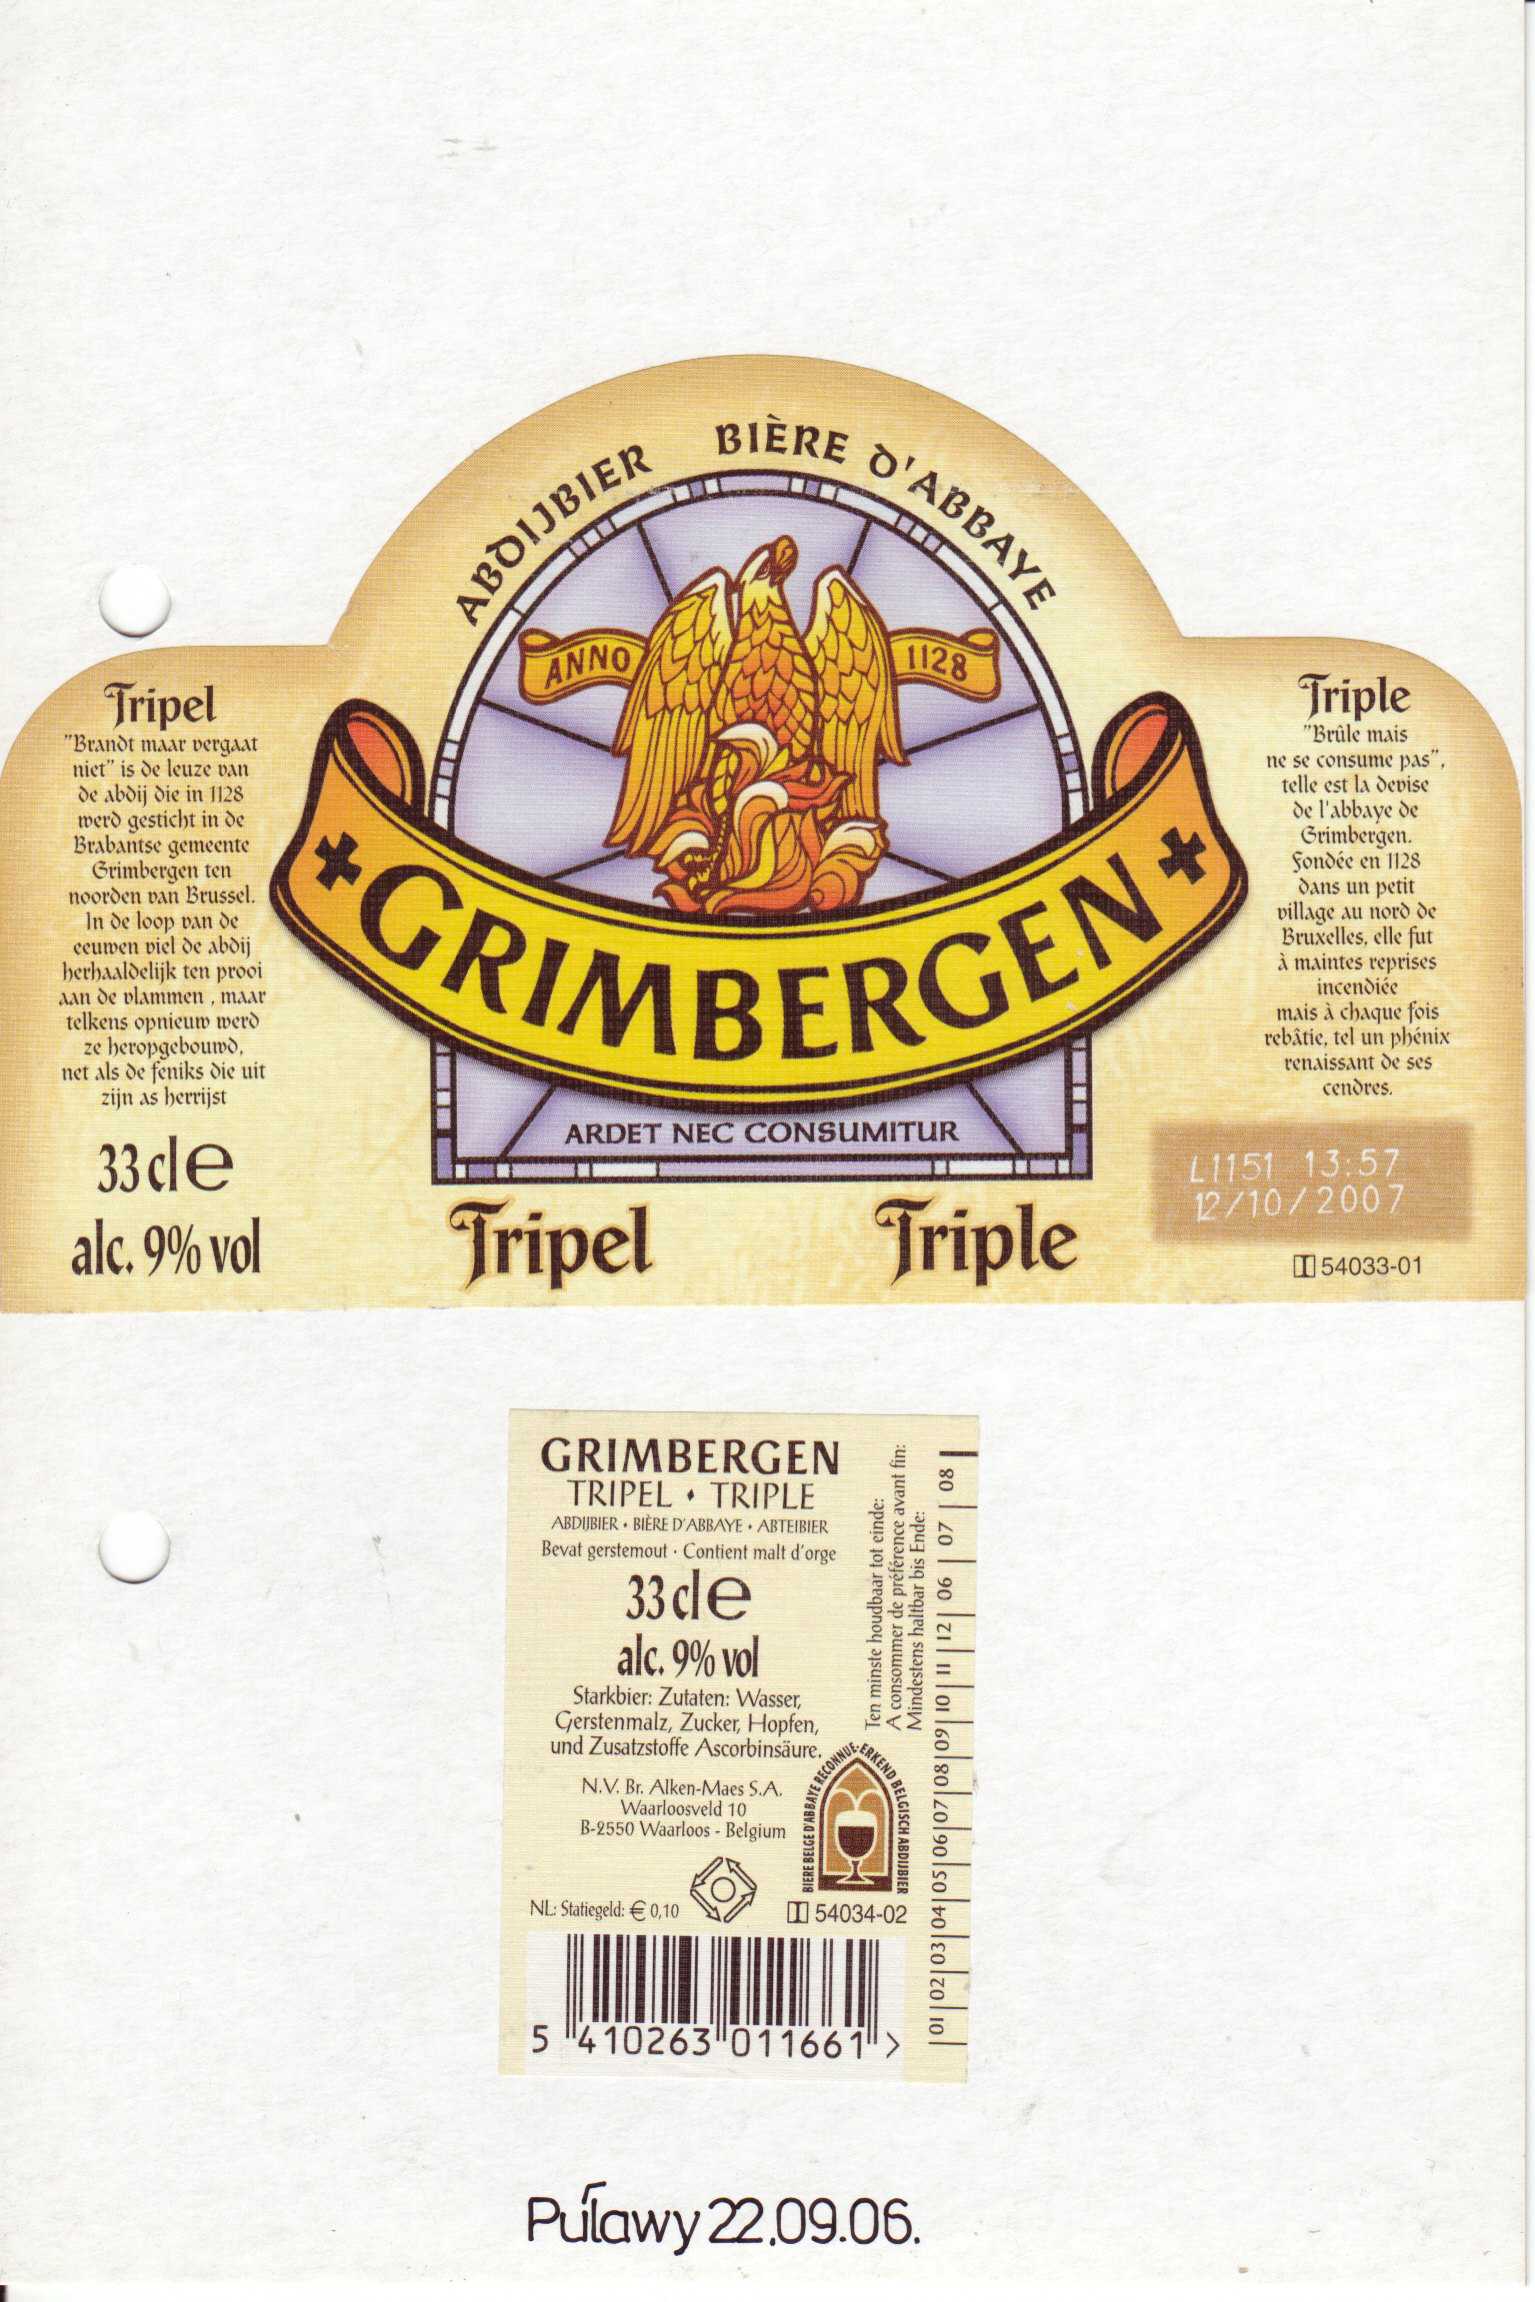 ABDIJBIER BIÈRE D'ABBAYE
ANNO 1128
GRIMBERGEN
ARDET NEC CONSUMITUR
Tripel Triple
Tripel
"Brandt maar vergaat
niet" is de leuze van
de abdij die in 1128
werd gesticht in de
Brabantse gemeente
Grimbergen ten
noorden van Brussel.
In de loop van de
eeuwen viel de abdij
herhaaldelijk ten prooi
aan de vlammen , maar
telkens opnieuw werd
ze heropgebouwd,
net als de feniks die uit
zijn as herrijst
33 cl e
alc. 9% vol
Triple
"Brûle mais
ne se consume pas",
telle est la devise
de l'abbaye de
Grimbergen.
Fondée en 1128
dans un petit
village au nord de
Bruxelles, elle fut
à maintes reprises
incendiée
mais à chaque fois
rebâtie, tel un phénix
renaissant de ses
cendres.
L1151 13:57
12/10/2007
54033-01
GRIMBERGEN
TRIPEL • TRIPLE
ABDIJBIER • BIÈRE D'ABBAYE • ABTEIBIER
Bevat gerstemout · Contient malt d'orge
33 cl e
alc. 9% vol
Starkbier: Zutaten: Wasser,
Gerstenmalz, Zucker, Hopfen,
und Zusatzstoffe Ascorbinsäure.
N.V. Br. Alken-Maes S.A.
Waarloosveld 10
B-2550 Waarloos - Belgium
NL: Statiegeld: € 0,10
54034-02
BIERE BELGE D'ABBAYE RECONNUE-ERKEND BELGISCH ABDIJBIER
Ten minste houdbaar tot einde:
A consommer de préférence avant fin:
Mindestens haltbar bis Ende:
01 | 02 | 03 | 04 | 05 | 06 | 07 | 08 | 09 | 10 | 11 | 12 | 06 | 07 | 08
5 410263 011661 >
Puławy 22.09.06.